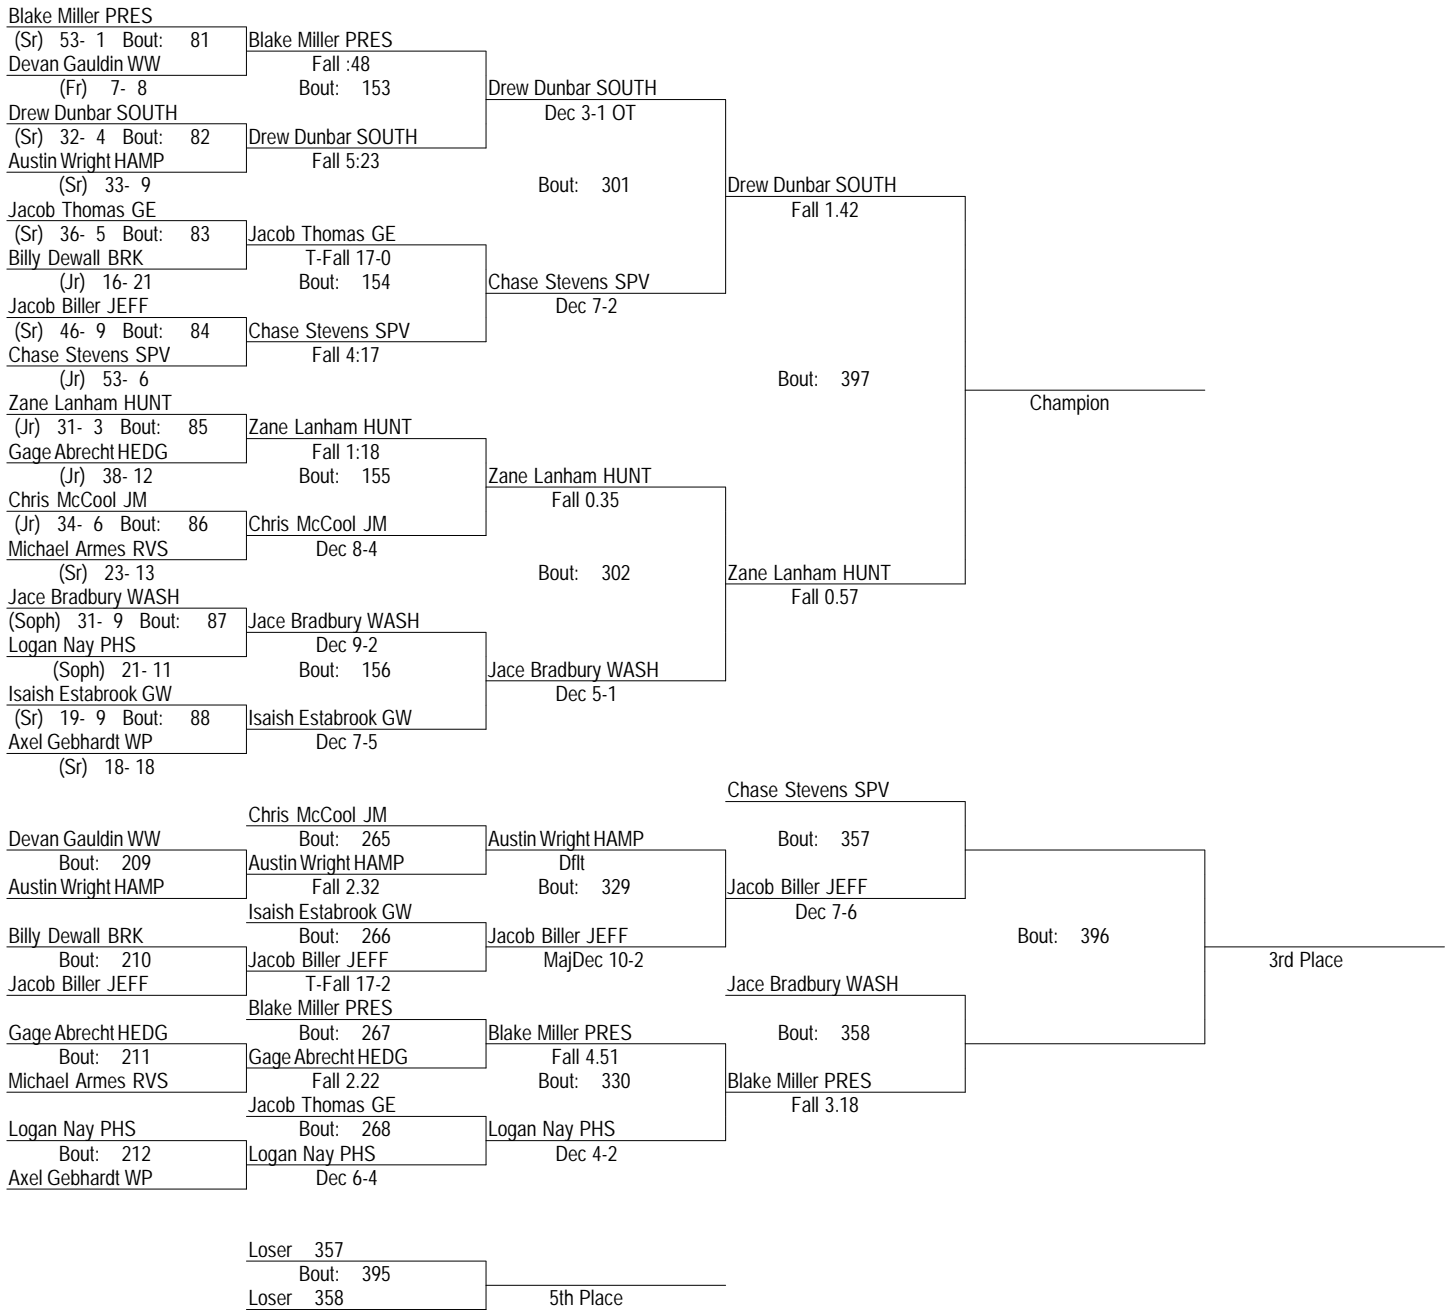 Blake Miller PRES
(Sr) 53- 1 Bout: 81 Blake Miller PRES
Devan Gauldin WW Fall :48
(Fr) 7- 8 Bout: 153 Drew Dunbar SOUTH
Drew Dunbar SOUTH Dec 3-1 OT
(Sr) 32- 4 Bout: 82 Drew Dunbar SOUTH
Austin Wright HAMP Fall 5:23
(Sr) 33- 9 Bout: 301 Drew Dunbar SOUTH
Jacob Thomas GE Fall 1.42
(Sr) 36- 5 Bout: 83 Jacob Thomas GE
Billy Dewall BRK T-Fall 17-0
(Jr) 16- 21 Bout: 154 Chase Stevens SPV
Jacob Biller JEFF Dec 7-2
(Sr) 46- 9 Bout: 84 Chase Stevens SPV
Chase Stevens SPV Fall 4:17
(Jr) 53- 6 Bout: 397
Zane Lanham HUNT Champion
(Jr) 31- 3 Bout: 85 Zane Lanham HUNT
Gage Abrecht HEDG Fall 1:18
(Jr) 38- 12 Bout: 155 Zane Lanham HUNT
Chris McCool JM Fall 0.35
(Jr) 34- 6 Bout: 86 Chris McCool JM
Michael Armes RVS Dec 8-4
(Sr) 23- 13 Bout: 302 Zane Lanham HUNT
Jace Bradbury WASH Fall 0.57
(Soph) 31- 9 Bout: 87 Jace Bradbury WASH
Logan Nay PHS Dec 9-2
(Soph) 21- 11 Bout: 156 Jace Bradbury WASH
Isaish Estabrook GW Dec 5-1
(Sr) 19- 9 Bout: 88 Isaish Estabrook GW
Axel Gebhardt WP Dec 7-5
(Sr) 18- 18
Chase Stevens SPV
Chris McCool JM
Devan Gauldin WW Bout: 265 Austin Wright HAMP Bout: 357
Bout: 209 Austin Wright HAMP Dflt
Austin Wright HAMP Fall 2.32 Bout: 329 Jacob Biller JEFF
Isaish Estabrook GW Dec 7-6
Billy Dewall BRK Bout: 266 Jacob Biller JEFF Bout: 396
Bout: 210 Jacob Biller JEFF MajDec 10-2 3rd Place
Jacob Biller JEFF T-Fall 17-2 Jace Bradbury WASH
Blake Miller PRES
Gage Abrecht HEDG Bout: 267 Blake Miller PRES Bout: 358
Bout: 211 Gage Abrecht HEDG Fall 4.51
Michael Armes RVS Fall 2.22 Bout: 330 Blake Miller PRES
Jacob Thomas GE Fall 3.18
Logan Nay PHS Bout: 268 Logan Nay PHS
Bout: 212 Logan Nay PHS Dec 4-2
Axel Gebhardt WP Dec 6-4
Loser 357
Bout: 395
Loser 358 5th Place